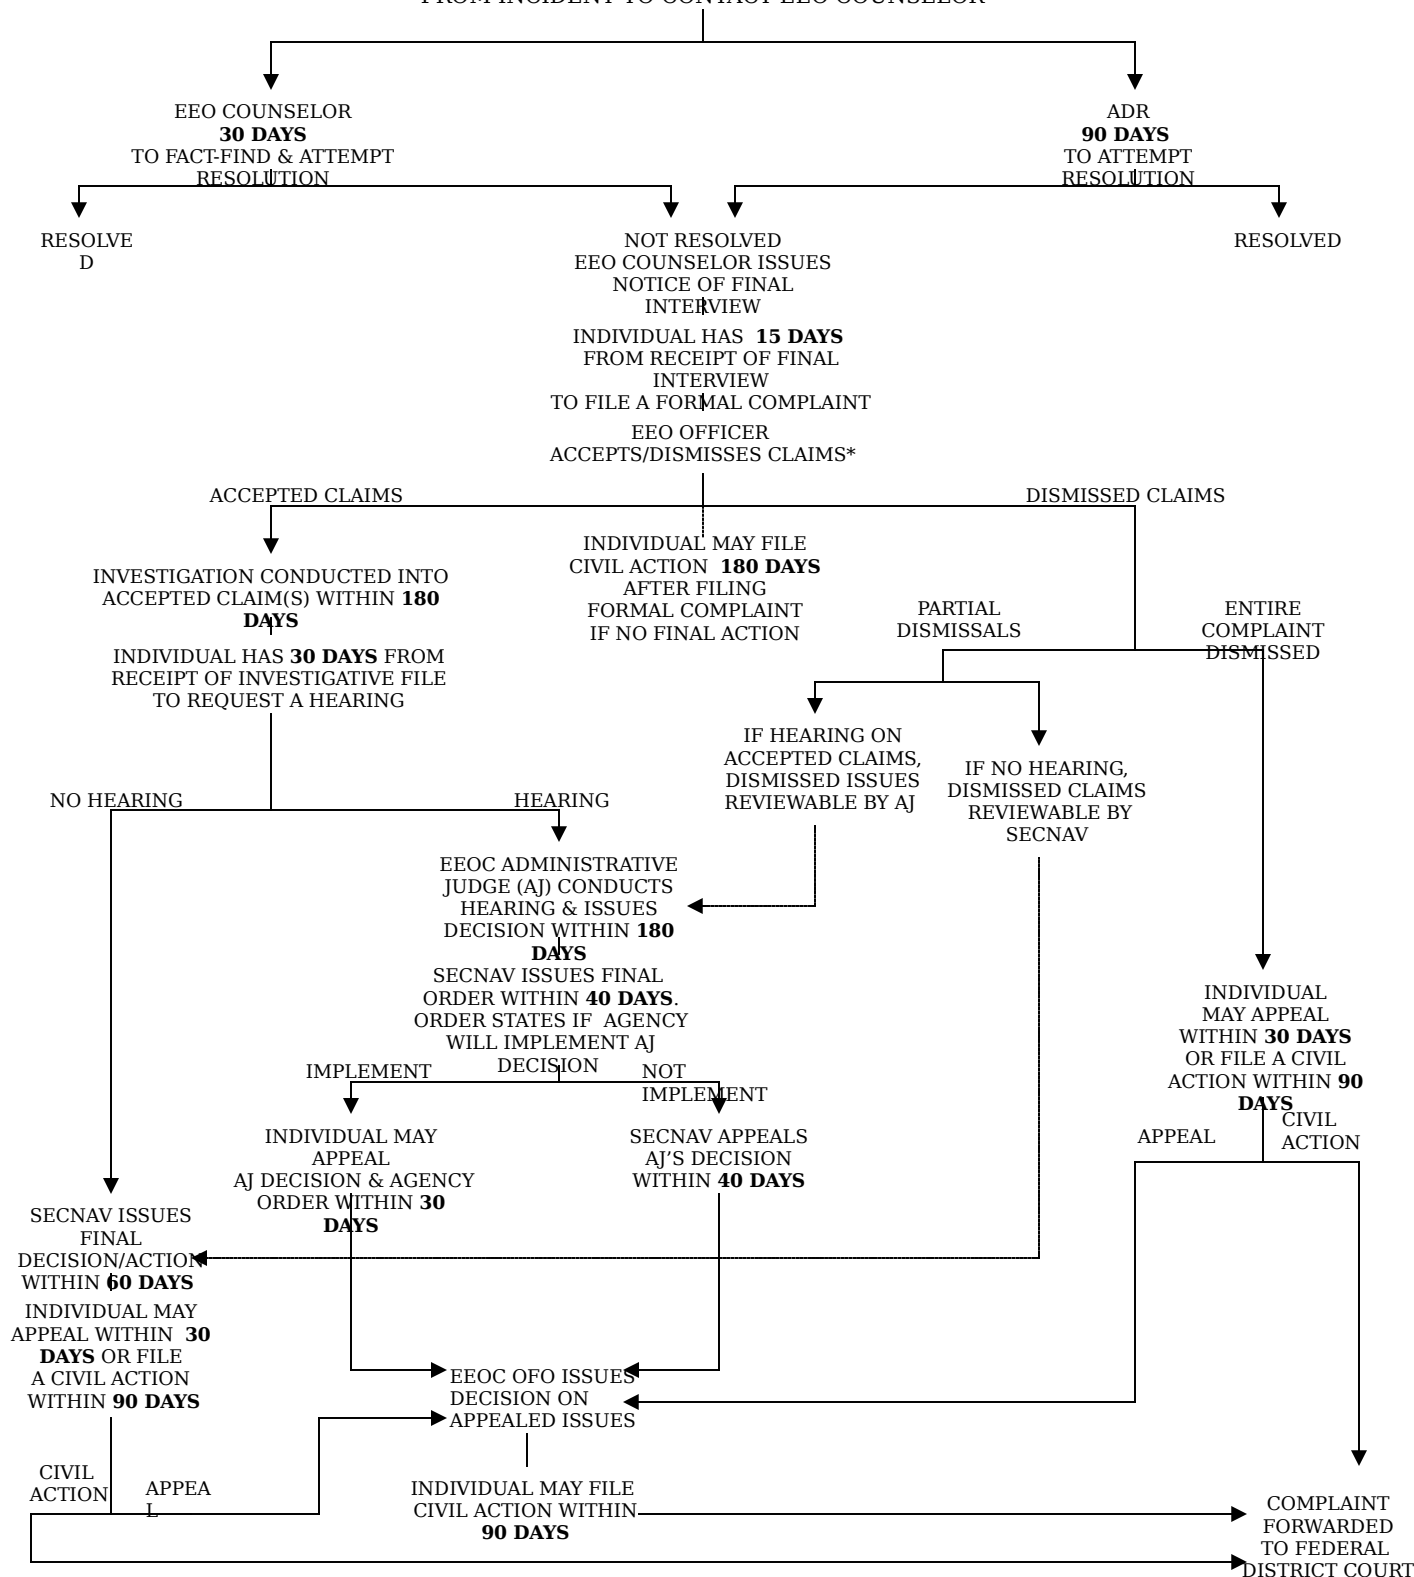 FROM INCIDENT TO CONTACT EEO COUNSELOR
EEO COUNSELOR
30 DAYS
TO FACT-FIND & ATTEMPT
RESOLUTION
ADR
90 DAYS
TO ATTEMPT
RESOLUTION
RESOLVE
D
NOT RESOLVED
EEO COUNSELOR ISSUES
NOTICE OF FINAL
INTERVIEW
RESOLVED
INDIVIDUAL HAS 15 DAYS
FROM RECEIPT OF FINAL
INTERVIEW
TO FILE A FORMAL COMPLAINT
EEO OFFICER
ACCEPTS/DISMISSES CLAIMS*
ACCEPTED CLAIMS
DISMISSED CLAIMS
INVESTIGATION CONDUCTED INTO
ACCEPTED CLAIM(S) WITHIN 180
DAYS
INDIVIDUAL MAY FILE
CIVIL ACTION 180 DAYS
AFTER FILING
FORMAL COMPLAINT
IF NO FINAL ACTION
PARTIAL
DISMISSALS
ENTIRE
COMPLAINT
DISMISSED
INDIVIDUAL HAS 30 DAYS FROM
RECEIPT OF INVESTIGATIVE FILE
TO REQUEST A HEARING
IF HEARING ON
ACCEPTED CLAIMS,
DISMISSED ISSUES
REVIEWABLE BY AJ
IF NO HEARING,
DISMISSED CLAIMS
REVIEWABLE BY
SECNAV
NO HEARING
HEARING
EEOC ADMINISTRATIVE
JUDGE (AJ) CONDUCTS
HEARING & ISSUES
DECISION WITHIN 180
DAYS
SECNAV ISSUES FINAL
ORDER WITHIN 40 DAYS.
ORDER STATES IF AGENCY
WILL IMPLEMENT AJ
DECISION
INDIVIDUAL
MAY APPEAL
WITHIN 30 DAYS
OR FILE A CIVIL
ACTION WITHIN 90
DAYS
IMPLEMENT
NOT
IMPLEMENT
APPEAL
CIVIL
ACTION
INDIVIDUAL MAY
APPEAL
AJ DECISION & AGENCY
ORDER WITHIN 30
DAYS
SECNAV APPEALS
AJ'S DECISION
WITHIN 40 DAYS
SECNAV ISSUES
FINAL
DECISION/ACTION
WITHIN 60 DAYS
INDIVIDUAL MAY
APPEAL WITHIN 30
DAYS OR FILE
A CIVIL ACTION
WITHIN 90 DAYS
EEOC OFO ISSUES
DECISION ON
APPEALED ISSUES
CIVIL
ACTION
APPEA
L
INDIVIDUAL MAY FILE
CIVIL ACTION WITHIN
90 DAYS
COMPLAINT
FORWARDED
TO FEDERAL
DISTRICT COURT